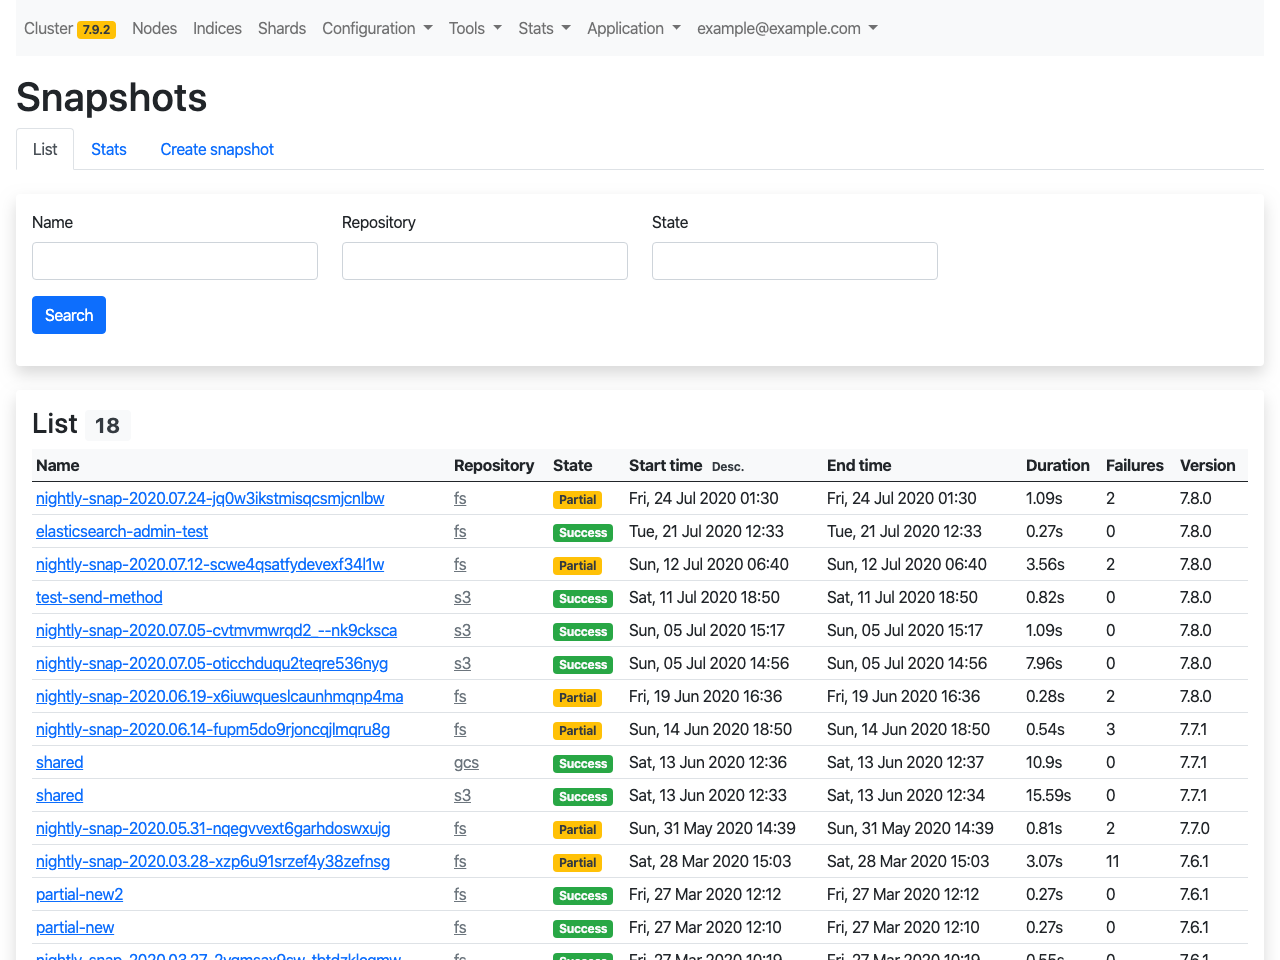 Cluster 7.9.2 Nodes Indices Shards Configuration Tools Stats Application example@example.com
Snapshots
List Stats Create snapshot
Name Repository State
Search
List 18
Name Repository State Start time Desc. End time Duration Failures Version
nightly-snap-2020.07.24-jq0w3ikstmisqcsmjcnlbw fs Partial Fri, 24 Jul 2020 01:30 Fri, 24 Jul 2020 01:30 1.09s 2 7.8.0
elasticsearch-admin-test fs Success Tue, 21 Jul 2020 12:33 Tue, 21 Jul 2020 12:33 0.27s 0 7.8.0
nightly-snap-2020.07.12-scwe4qsatfydevexf34l1w fs Partial Sun, 12 Jul 2020 06:40 Sun, 12 Jul 2020 06:40 3.56s 2 7.8.0
test-send-method s3 Success Sat, 11 Jul 2020 18:50 Sat, 11 Jul 2020 18:50 0.82s 0 7.8.0
nightly-snap-2020.07.05-cvtmvmwrqd2_--nk9cksca s3 Success Sun, 05 Jul 2020 15:17 Sun, 05 Jul 2020 15:17 1.09s 0 7.8.0
nightly-snap-2020.07.05-oticchduqu2teqre536nyg s3 Success Sun, 05 Jul 2020 14:56 Sun, 05 Jul 2020 14:56 7.96s 0 7.8.0
nightly-snap-2020.06.19-x6iuwqueslcaunhmqnp4ma fs Partial Fri, 19 Jun 2020 16:36 Fri, 19 Jun 2020 16:36 0.28s 2 7.8.0
nightly-snap-2020.06.14-fupm5do9rjoncqjlmqru8g fs Partial Sun, 14 Jun 2020 18:50 Sun, 14 Jun 2020 18:50 0.54s 3 7.7.1
shared gcs Success Sat, 13 Jun 2020 12:36 Sat, 13 Jun 2020 12:37 10.9s 0 7.7.1
shared s3 Success Sat, 13 Jun 2020 12:33 Sat, 13 Jun 2020 12:34 15.59s 0 7.7.1
nightly-snap-2020.05.31-nqegvvext6garhdoswxujg fs Partial Sun, 31 May 2020 14:39 Sun, 31 May 2020 14:39 0.81s 2 7.7.0
nightly-snap-2020.03.28-xzp6u91srzef4y38zefnsg fs Partial Sat, 28 Mar 2020 15:03 Sat, 28 Mar 2020 15:03 3.07s 11 7.6.1
partial-new2 fs Success Fri, 27 Mar 2020 12:12 Fri, 27 Mar 2020 12:12 0.27s 0 7.6.1
partial-new fs Success Fri, 27 Mar 2020 12:10 Fri, 27 Mar 2020 12:10 0.27s 0 7.6.1
fs Success Fri, 27 Mar 2020 10:19 Fri, 27 Mar 2020 10:19 0.55s 0 7.6.1